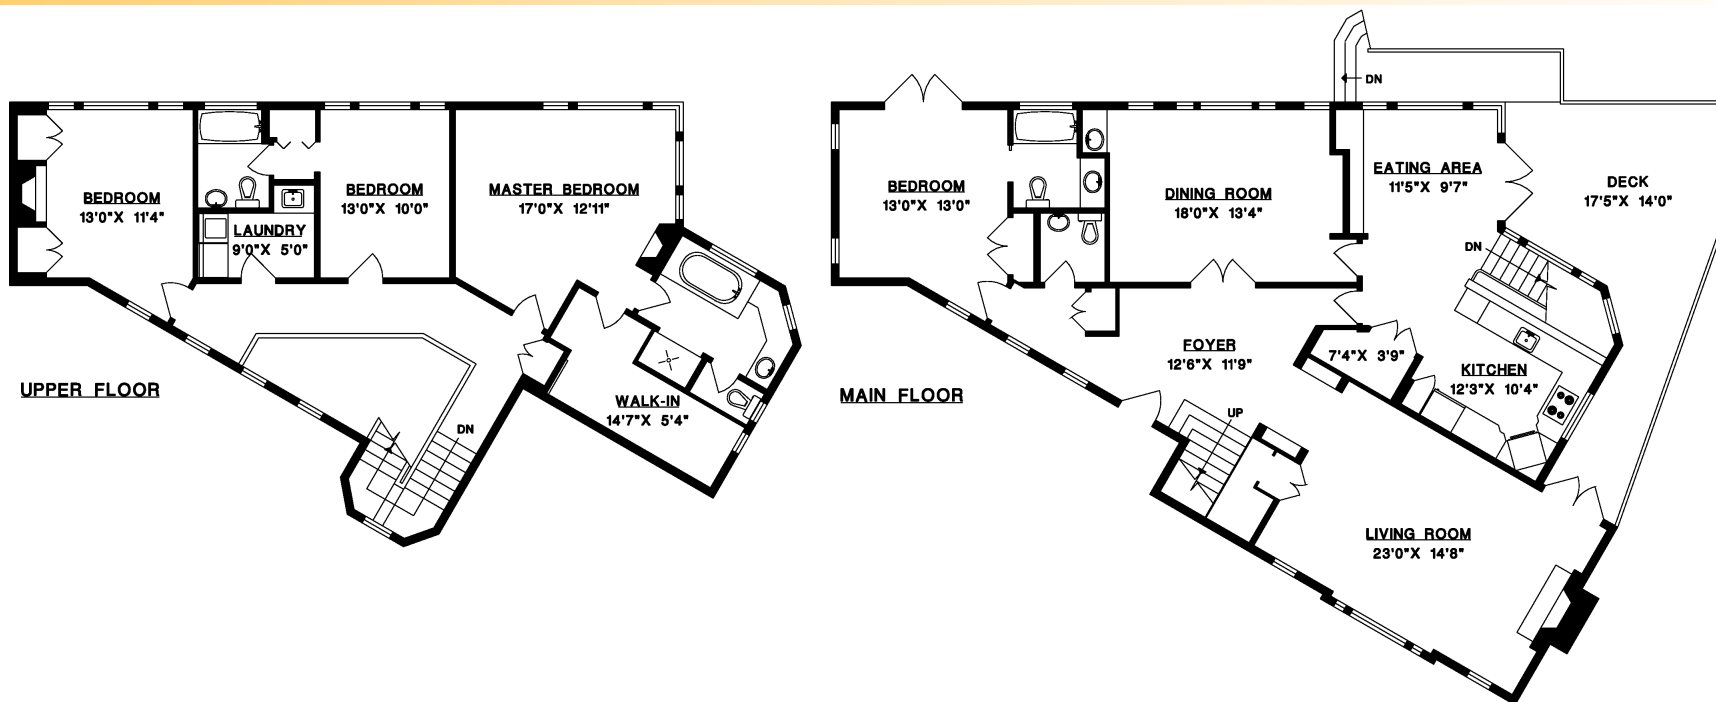 BEDROOM
13'0"X 11'4"
LAUNDRY
9'0"X 5'0"
BEDROOM
13'0"X 10'0"
MASTER BEDROOM
17'0"X 12'11"
WALK-IN
14'7"X 5'4"
DN
UPPER FLOOR
BEDROOM
13'0"X 13'0"
DINING ROOM
18'0"X 13'4"
DN
EATING AREA
11'5"X 9'7"
DECK
17'5"X 14'0"
DN
FOYER
12'6"X 11'9"
7'4"X 3'9"
KITCHEN
12'3"X 10'4"
UP
LIVING ROOM
23'0"X 14'8"
MAIN FLOOR